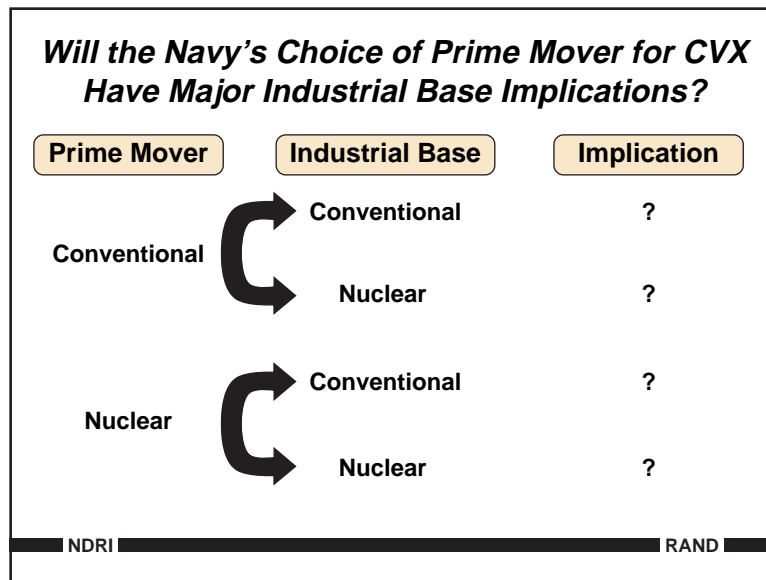 Will the Navy’s Choice of Prime Mover for CVX
Have Major Industrial Base Implications?
Prime Mover Industrial Base Implication
Conventional ?
Conventional
Nuclear ?
Conventional ?
Nuclear
Nuclear ?
NDRI RAND